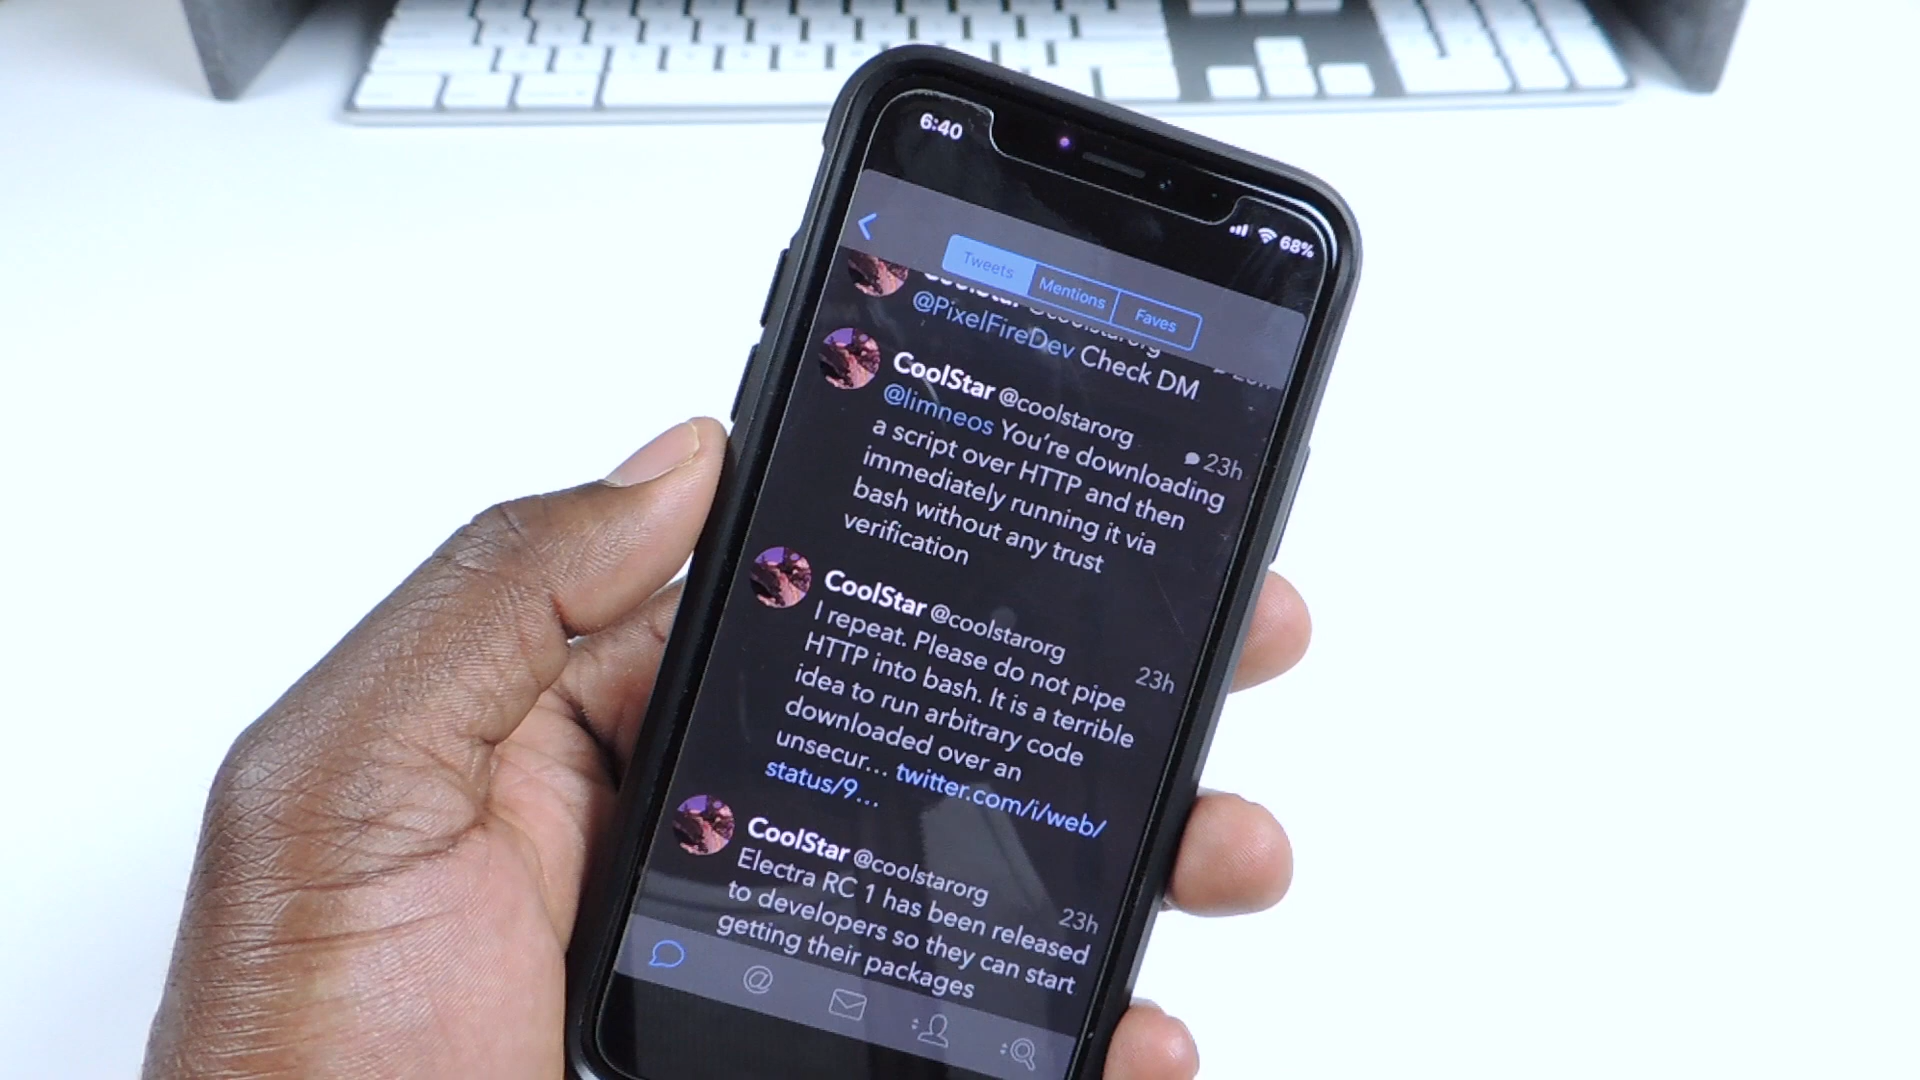 6:40
68%
Tweets
Mentions
Faves
@PixelFireDev Check DM
CoolStar @coolstarorg
23h
@limneos You're downloading
a script over HTTP and then
immediately running it via
bash without any trust
verification
CoolStar @coolstarorg
23h
I repeat. Please do not pipe
HTTP into bash. It is a terrible
idea to run arbitrary code
downloaded over an
unsecur... twitter.com/i/web/
status/9...
CoolStar @coolstarorg
23h
Electra RC 1 has been released
to developers so they can start
getting their packages